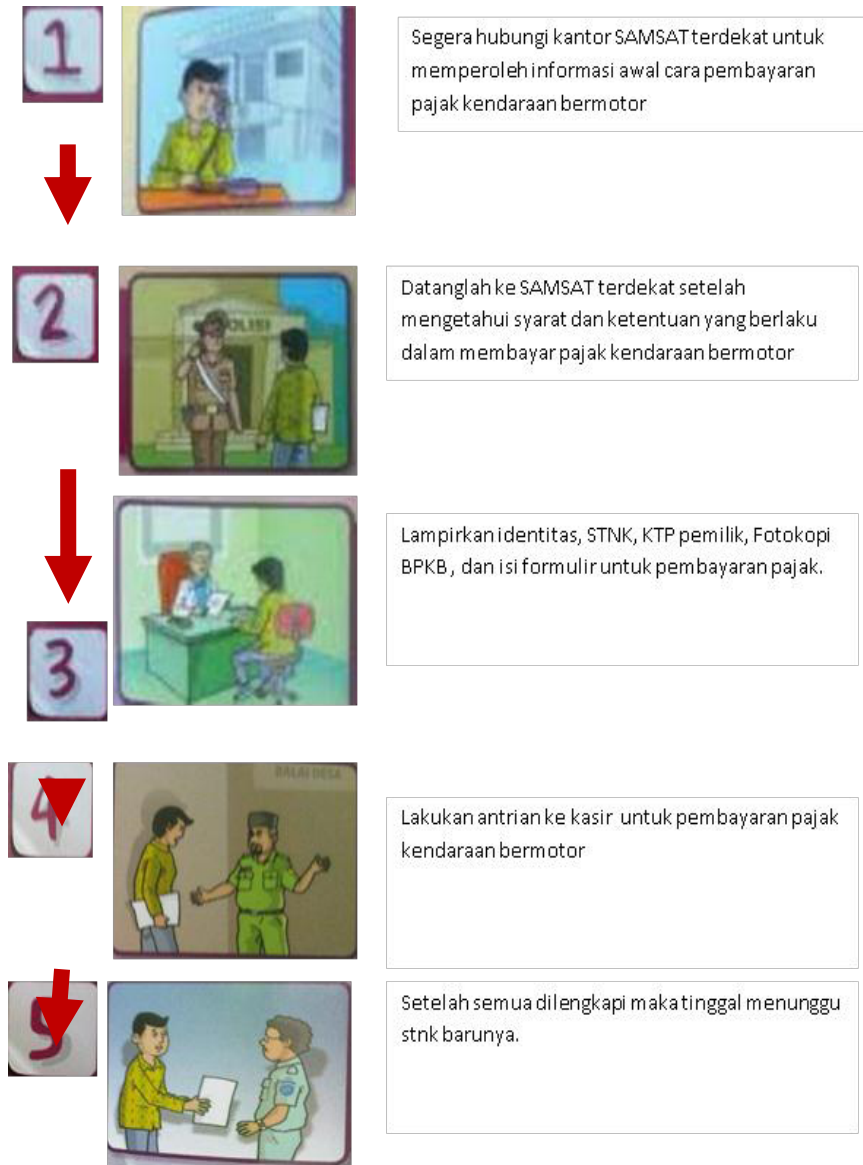 1
Segera hubungi kantor SAMSAT terdekat untuk
memperoleh informasi awal cara pembayaran
pajak kendaraan bermotor
2
OLISI
Datanglah ke SAMSAT terdekat setelah
mengetahui syarat dan ketentuan yang berlaku
dalam membayar pajak kendaraan bermotor
3
Lampirkan identitas, STNK, KTP pemilik, Fotokopi
BPKB , dan isi formulir untuk pembayaran pajak.
4
BALAI DESA
Lakukan antrian ke kasir untuk pembayaran pajak
kendaraan bermotor
5
Setelah semua dilengkapi maka tinggal menunggu
stnk barunya.